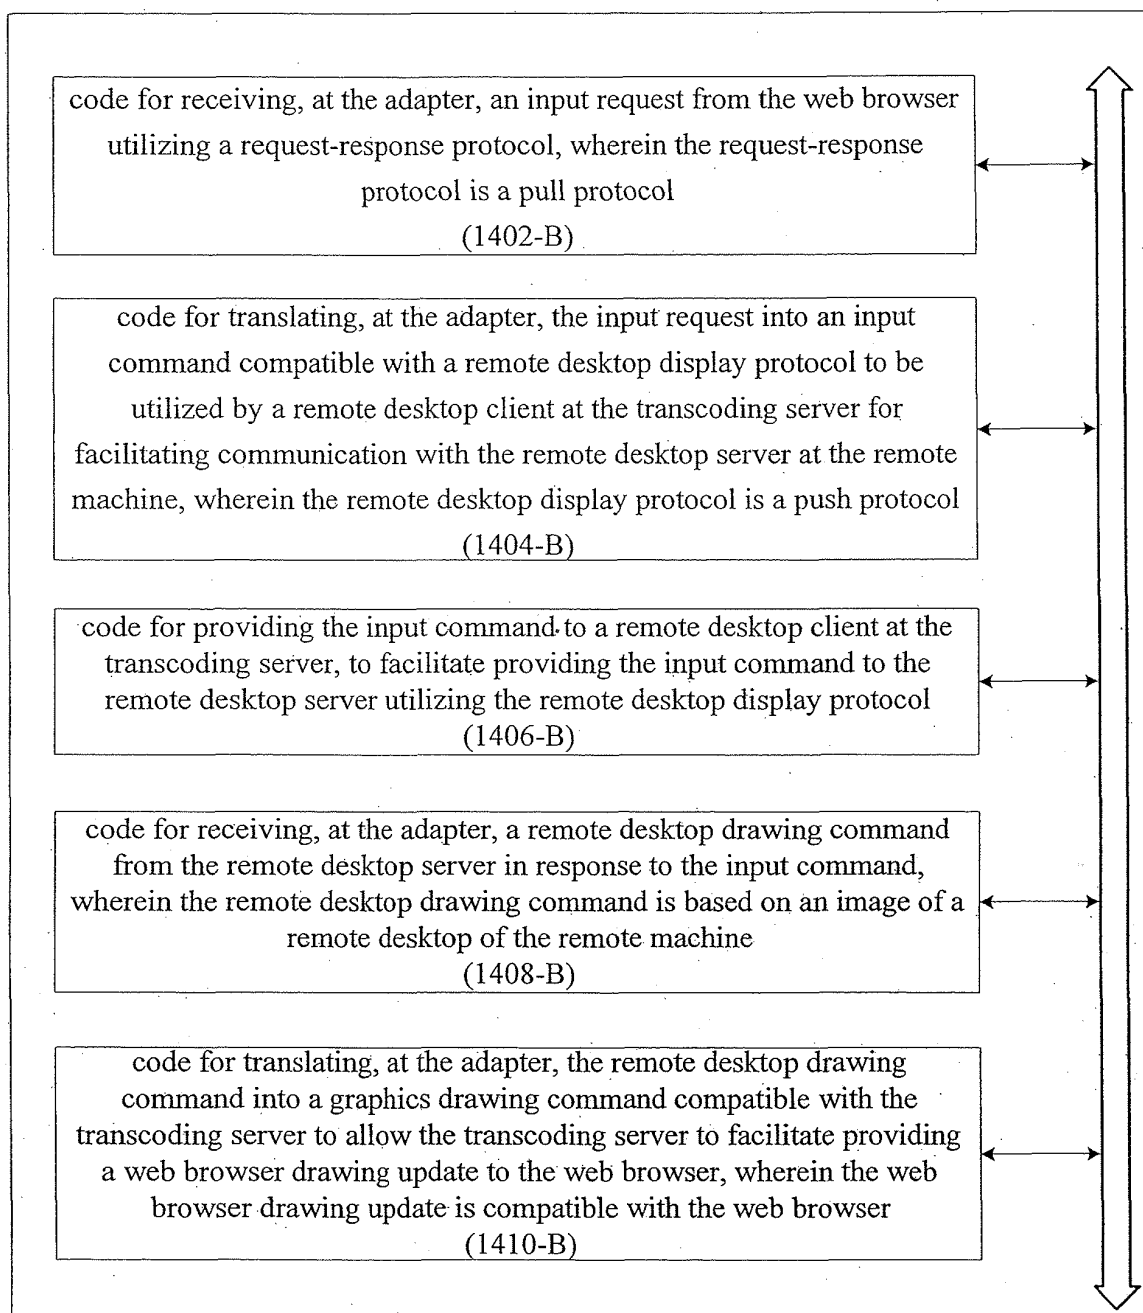 code for receiving, at the adapter, an input request from the web browser
utilizing a request-response protocol, wherein the request-response
protocol is a pull protocol
(1402-B)
code for translating, at the adapter, the input request into an input
command compatible with a remote desktop display protocol to be
utilized by a remote desktop client at the transcoding server for
facilitating communication with the remote desktop server at the remote
machine, wherein the remote desktop display protocol is a push protocol
(1404-B)
code for providing the input command to a remote desktop client at the
transcoding server, to facilitate providing the input command to the
remote desktop server utilizing the remote desktop display protocol
(1406-B)
code for receiving, at the adapter, a remote desktop drawing command
from the remote desktop server in response to the input command,
wherein the remote desktop drawing command is based on an image of a
remote desktop of the remote machine
(1408-B)
code for translating, at the adapter, the remote desktop drawing
command into a graphics drawing command compatible with the
transcoding server to allow the transcoding server to facilitate providing
a web browser drawing update to the web browser, wherein the web
browser drawing update is compatible with the web browser
(1410-B)